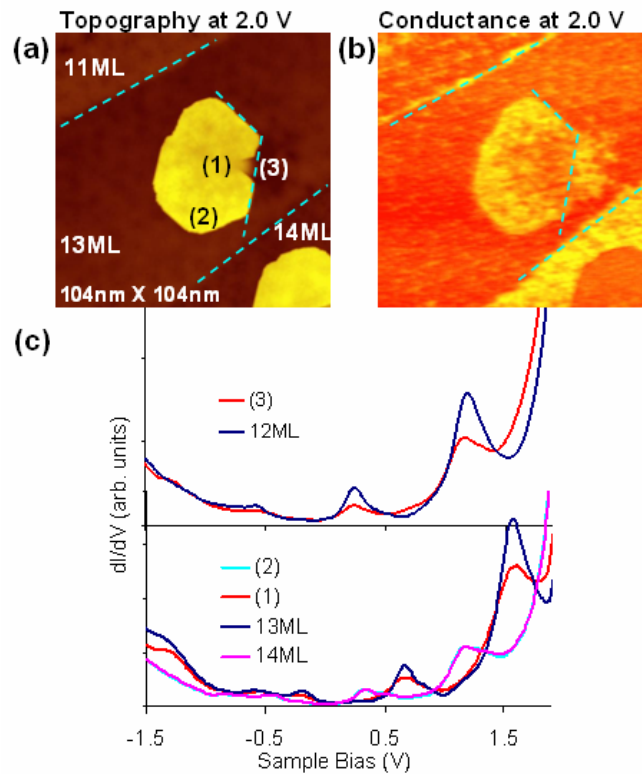 Topography at 2.0 V
Conductance at 2.0 V
(a)
(b)
11ML
(1)
(3)
(2)
13ML
14ML
104nm X 104nm
(c)
(3)
12ML
dI/dV (arb. units)
(2)
(1)
13ML
14ML
-1.5
-0.5
0.5
1.5
Sample Bias (V)